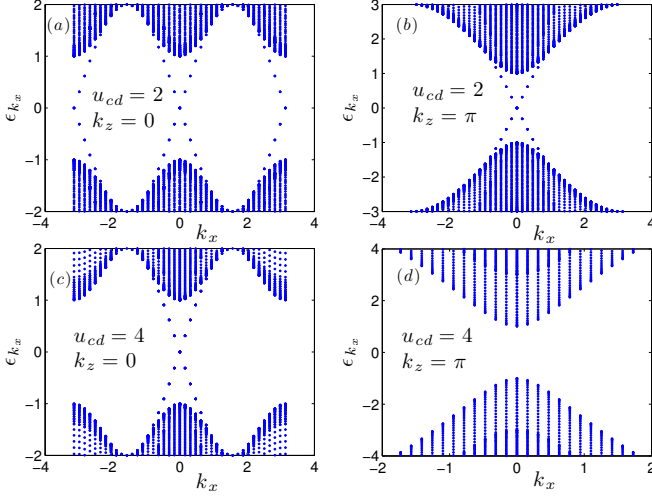 (a)
2
1
0
−1
−2
ϵ_{k_x}
u_{cd} = 2
k_z = 0
−4 −2 0 2 4
k_x
(b)
3
2
1
0
−1
−2
−3
ϵ_{k_x}
u_{cd} = 2
k_z = π
−4 −2 0 2 4
k_x
(c)
2
1
0
−1
−2
ϵ_{k_x}
u_{cd} = 4
k_z = 0
−4 −2 0 2 4
k_x
(d)
4
2
0
−2
−4
ϵ_{k_x}
u_{cd} = 4
k_z = π
−2 −1 0 1 2
k_x